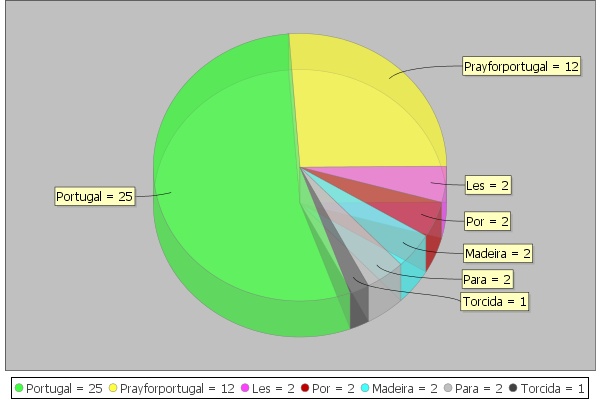 Prayforportugal = 12
Les = 2
Portugal = 25
Por = 2
Madeira = 2
Para = 2
Torcida = 1
Portugal = 25 Prayforportugal = 12 Les = 2 Por = 2 Madeira = 2 Para = 2 Torcida = 1